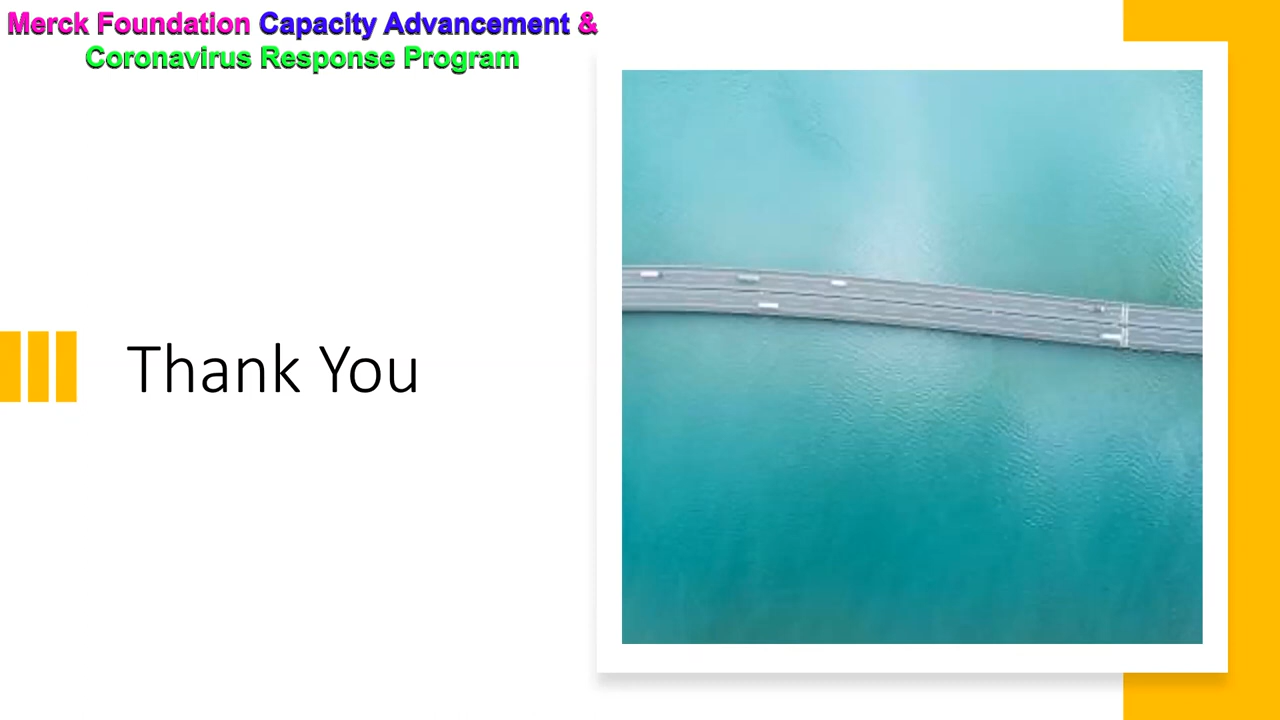 Merck Foundation Capacity Advancement &
Coronavirus Response Program
Thank You